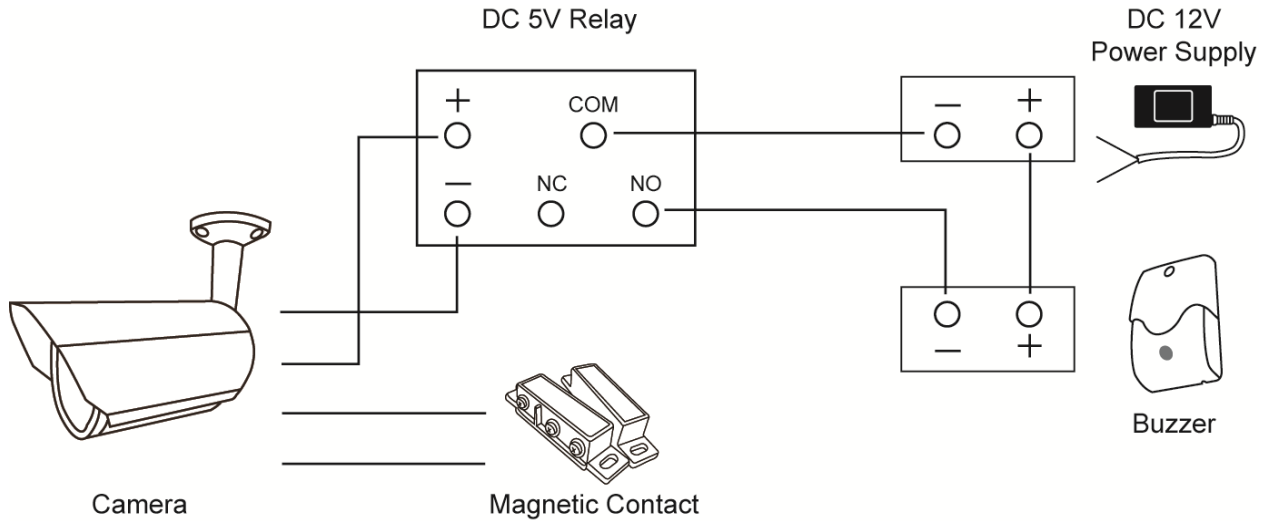 DC 5V Relay
DC 12V
Power Supply
+
COM
—
+
—
NC
NO
—
+
Buzzer
Camera
Magnetic Contact